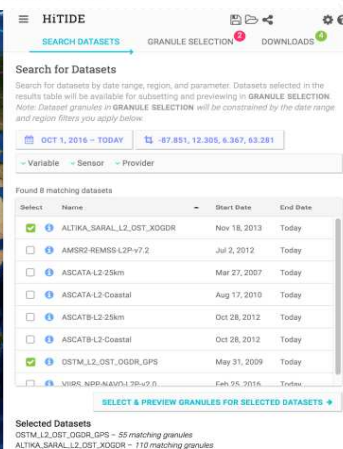 HiTIDE
SEARCH DATASETS
GRANULE SELECTION 2
DOWNLOADS 4
Search for Datasets
Search for datasets by date range, region, and parameter. Datasets selected in the
results table will be available for subsetting and previewing in GRANULE SELECTION.
Note: Dataset granules in GRANULE SELECTION will be constrained by the date range
and region filters you apply below.
OCT 1, 2016 – TODAY
-87.851, 12.305, 6.367, 63.281
Variable Sensor Provider
Found 8 matching datasets
Select Name Start Date End Date
ALTIKA_SARAL_L2_OST_XOGDR Nov 18, 2013 Today
AMSR2-REMSS-L2P-v7.2 Jul 2, 2012 Today
ASCATA-L2-25km Mar 27, 2007 Today
ASCATA-L2-Coastal Aug 17, 2010 Today
ASCATB-L2-25km Oct 28, 2012 Today
ASCATB-L2-Coastal Oct 28, 2012 Today
OSTM_L2_OST_OGDR_GPS May 31, 2009 Today
VIIRS_NPP-NAVO-L2P-v2.0 Feb 25, 2016 Today
SELECT & PREVIEW GRANULES FOR SELECTED DATASETS →
Selected Datasets
OSTM_L2_OST_OGDR_GPS – 55 matching granules
ALTIKA_SARAL_L2_OST_XOGDR – 110 matching granules